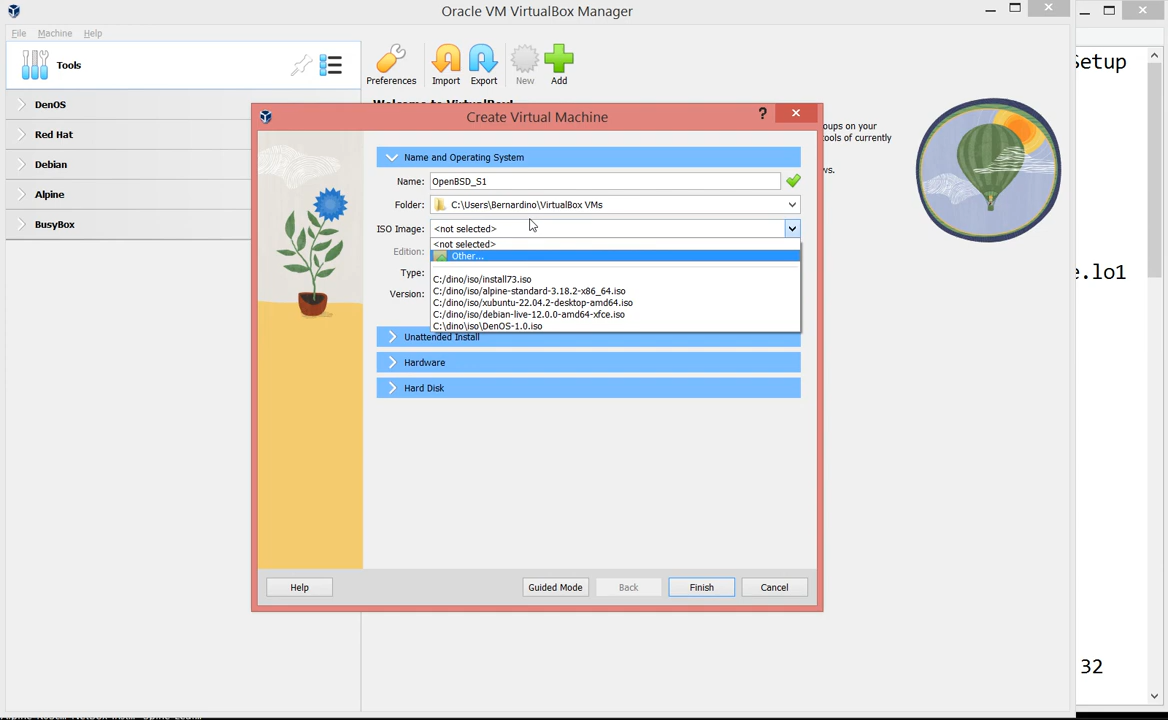 Oracle VM VirtualBox Manager
File Machine Help
Tools
Preferences Import Export New Add
DenOS
Red Hat
Debian
Alpine
BusyBox
Welcome to VirtualBox!
oups on your
ools of currently
ws.
Create Virtual Machine
?
Name and Operating System
Name: OpenBSD_S1
Folder: C:\Users\Bernardino\VirtualBox VMs
ISO Image: <not selected>
<not selected>
Edition: Other...
Type: C:/dino/iso/install73.iso
C:/dino/iso/alpine-standard-3.18.2-x86_64.iso
Version: C:/dino/iso/xubuntu-22.04.2-desktop-amd64.iso
C:/dino/iso/debian-live-12.0.0-amd64-xfce.iso
C:\dino\iso\DenOS-1.0.iso
Unattended Install
Hardware
Hard Disk
Help Guided Mode Back Finish Cancel
Setup
e.lo1
32